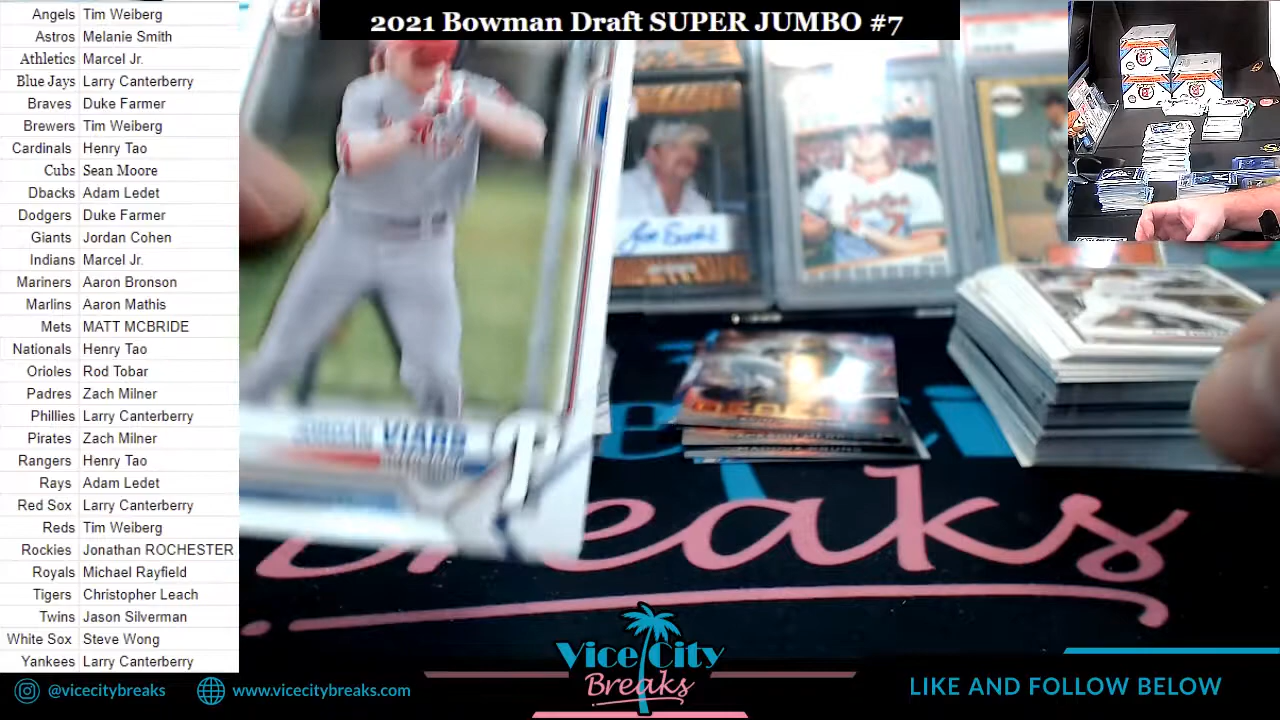 2021 Bowman Draft SUPER JUMBO #7
Angels Tim Weiberg
Astros Melanie Smith
Athletics Marcel Jr.
Blue Jays Larry Canterberry
Braves Duke Farmer
Brewers Tim Weiberg
Cardinals Henry Tao
Cubs Sean Moore
Dbacks Adam Ledet
Dodgers Duke Farmer
Giants Jordan Cohen
Indians Marcel Jr.
Mariners Aaron Bronson
Marlins Aaron Mathis
Mets MATT MCBRIDE
Nationals Henry Tao
Orioles Rod Tobar
Padres Zach Milner
Phillies Larry Canterberry
Pirates Zach Milner
Rangers Henry Tao
Rays Adam Ledet
Red Sox Larry Canterberry
Reds Tim Weiberg
Rockies Jonathan ROCHESTER
Royals Michael Rayfield
Tigers Christopher Leach
Twins Jason Silverman
White Sox Steve Wong
Yankees Larry Canterberry
JORDAN VIARS
Breaks
Vice City
Breaks
@vicecitybreaks
www.vicecitybreaks.com
LIKE AND FOLLOW BELOW